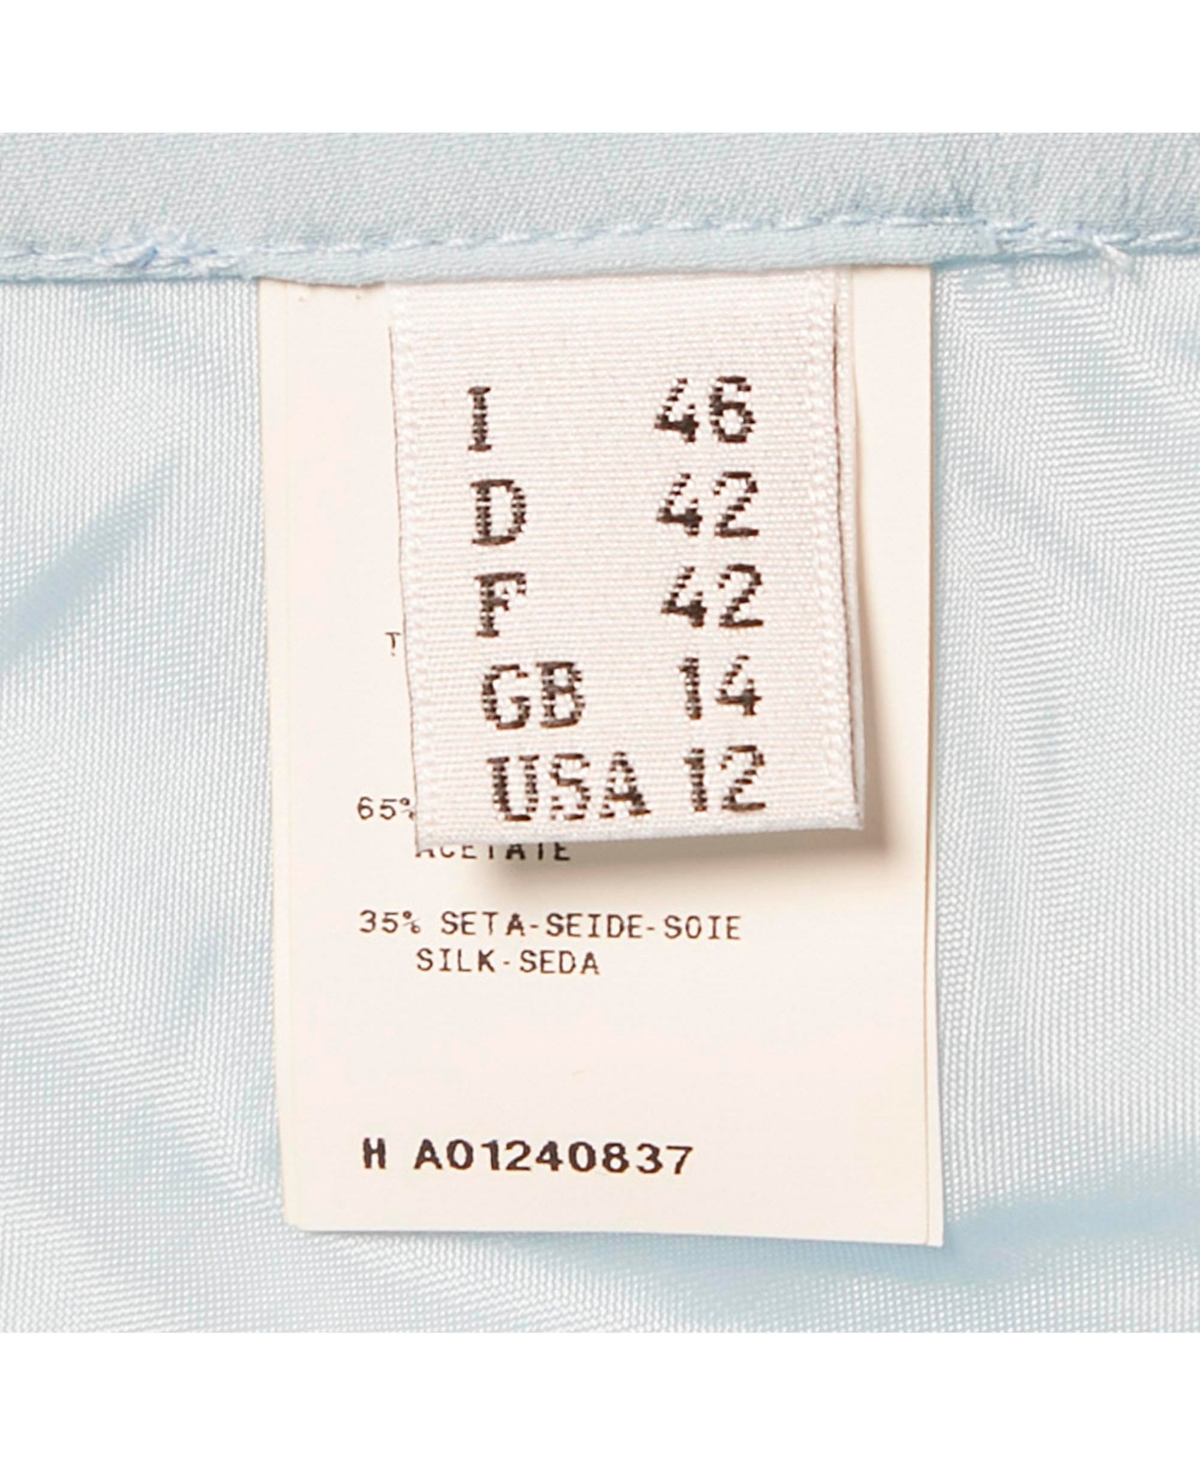 I 46
D 42
F 42
GB 14
USA 12
65%
ACETATE
35% SETA-SEIDE-SOIE
SILK-SEDA
H A01240837